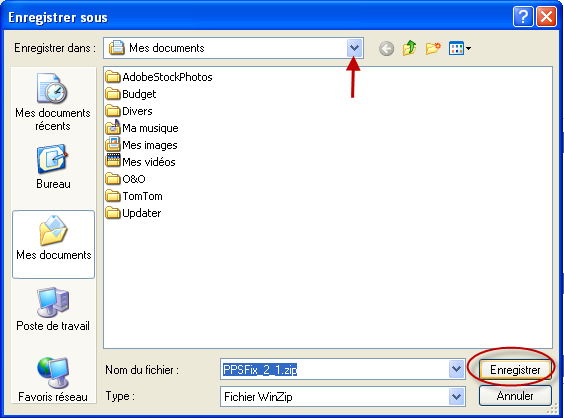 Enregistrer sous
Enregistrer dans : Mes documents
AdobeStockPhotos
Budget
Divers
Ma musique
Mes images
Mes vidéos
O&O
TomTom
Updater
Mes documents
récents
Bureau
Mes documents
Poste de travail
Favoris réseau
Nom du fichier : PPSFix_2_1.zip Enregistrer
Type : Fichier WinZip Annuler